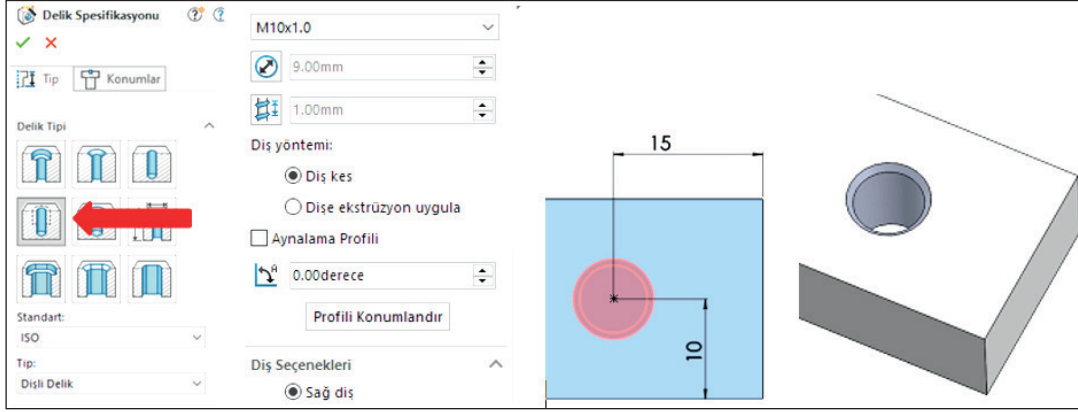 Delik Spesifikasyonu
Tip
Konumlar
Delik Tipi
Standart:
ISO
Tip:
Dişli Delik
M10x1.0
9.00mm
1.00mm
Diş yöntemi:
Diş kes
Dişe ekstrüzyon uygula
Aynalama Profili
0.00derece
Profili Konumlandır
Diş Seçenekleri
Sağ diş
15
10